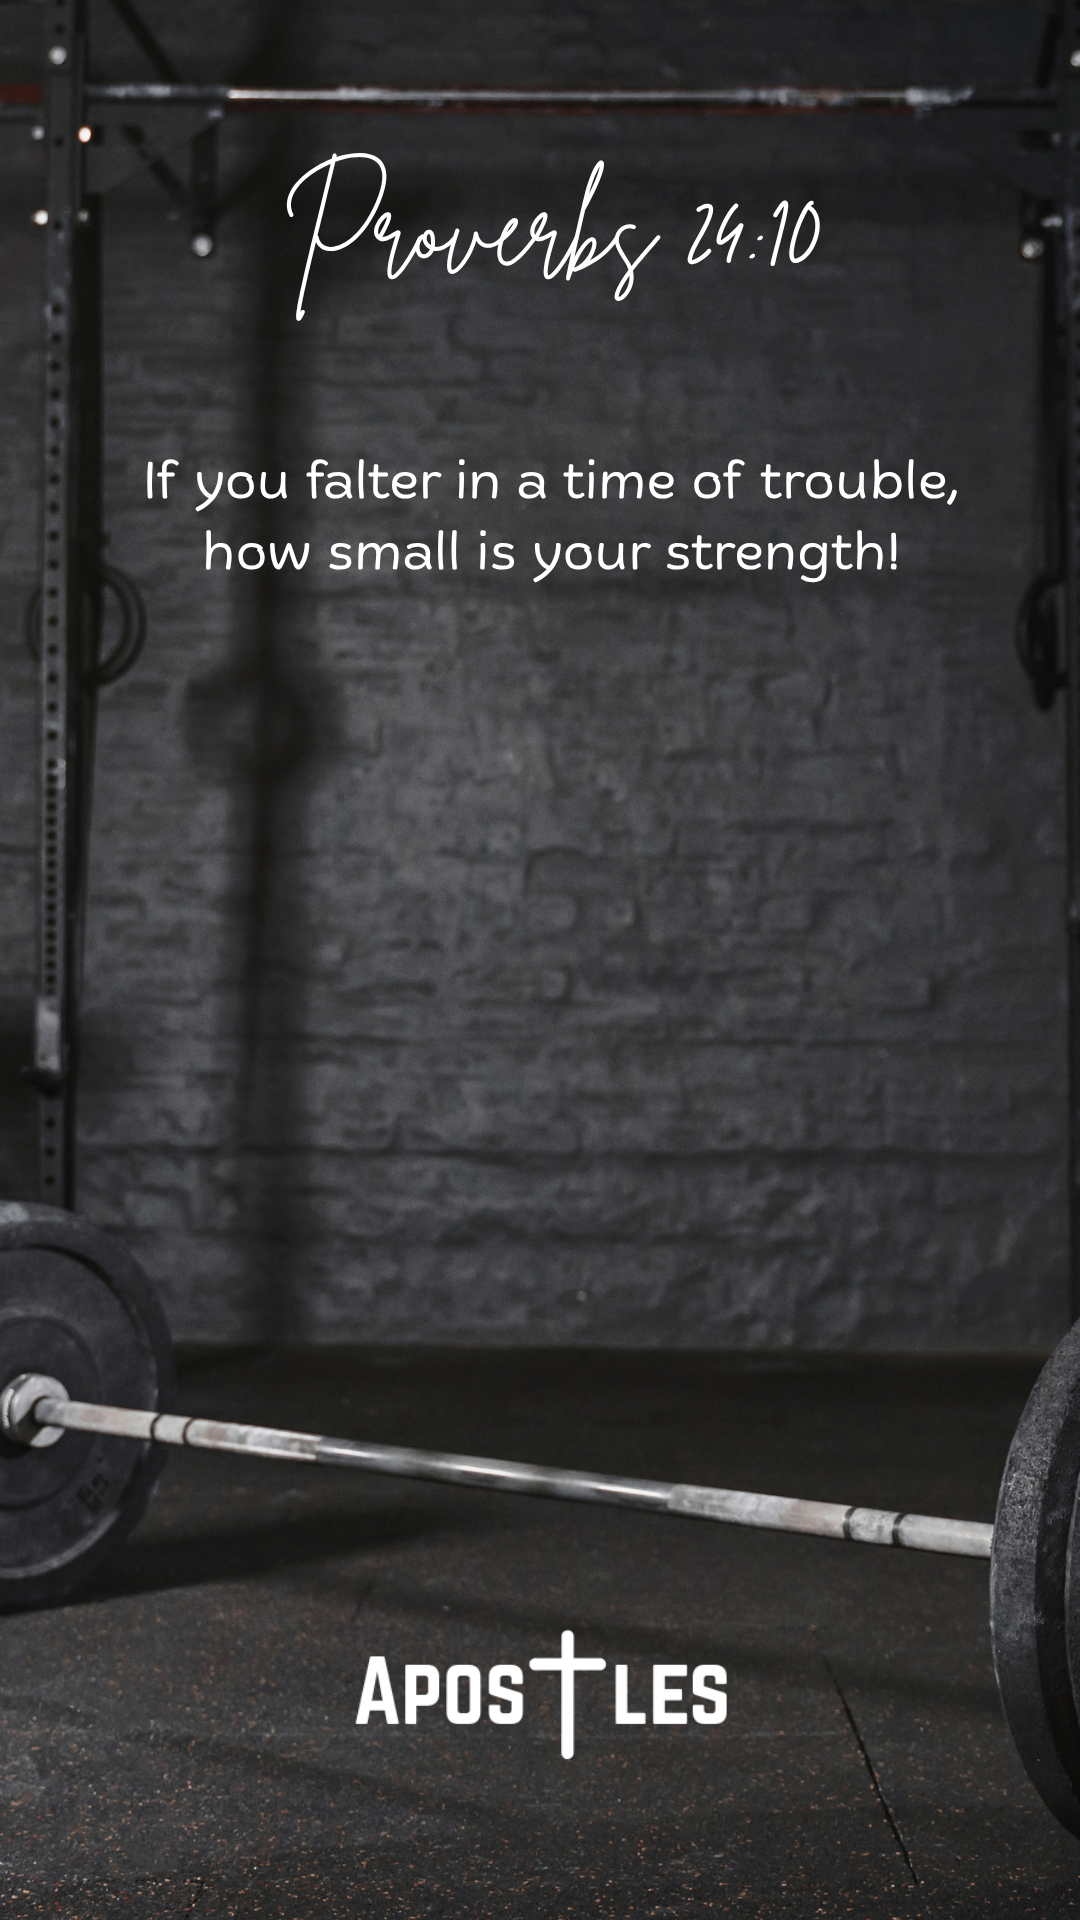 Proverbs 24:10
If you falter in a time of trouble,
how small is your strength!
APOSTLES